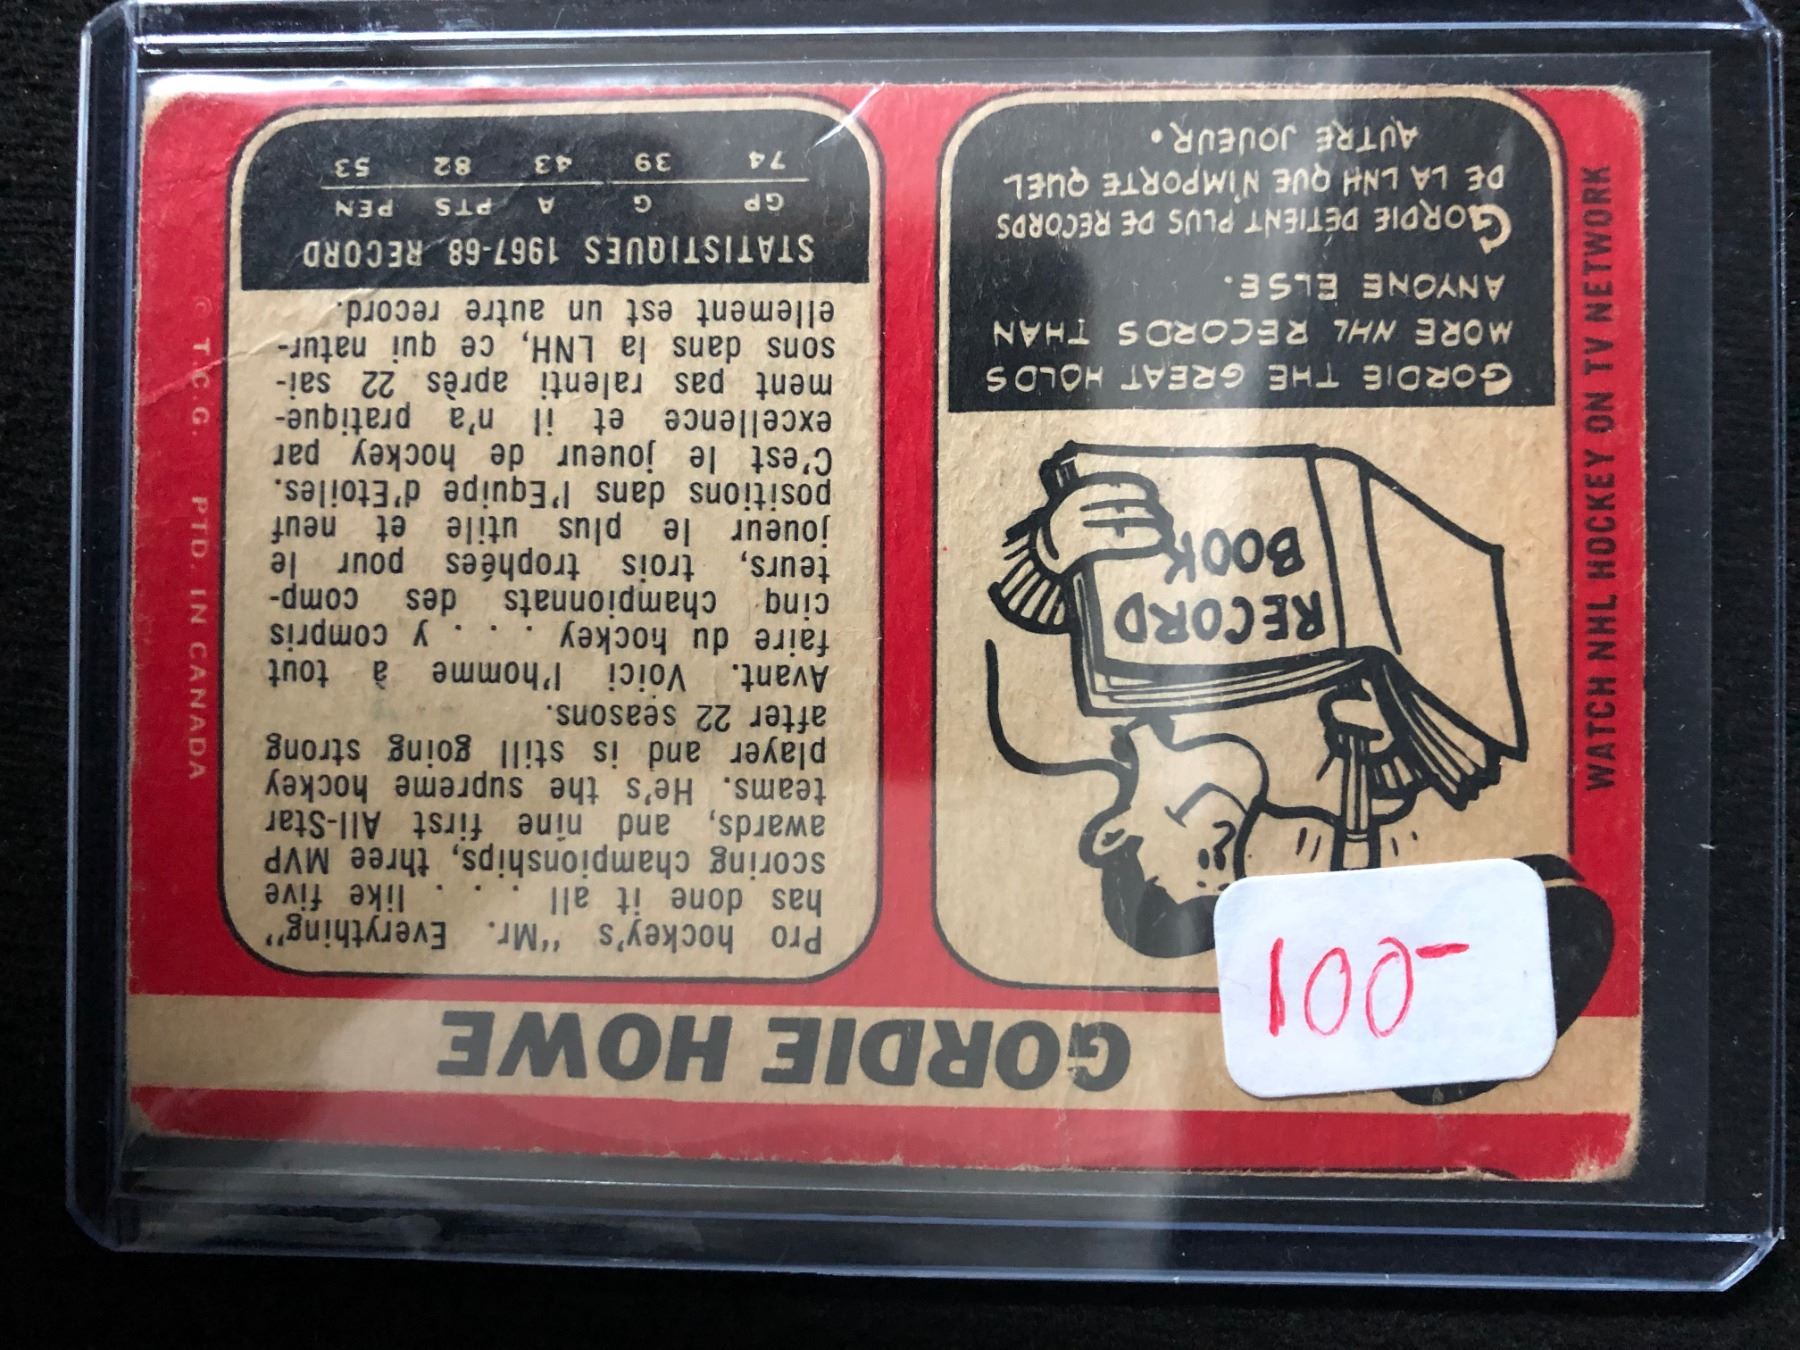 GORDIE HOWE
100-
WATCH NHL HOCKEY ON TV NETWORK
RECORD
BOOK
GORDIE THE GREAT HOLDS
MORE NHL RECORDS THAN
ANYONE ELSE.
GORDIE DÉTIENT PLUS DE RECORDS
DE LA LNH QUE N'IMPORTE QUEL
AUTRE JOUEUR.
Pro hockey's "Mr. Everything"
has done it all . . . like five
scoring championships, three MVP
awards, and nine first All-Star
teams. He's the supreme hockey
player and is still going strong
after 22 seasons.
Avant. Voici l'homme à tout
faire du hockey . . . y compris
cinq championnats des comp-
teurs, trois trophées pour le
joueur le plus utile et neuf
positions dans l'Equipe d'Etoiles.
C'est le joueur de hockey par
excellence et il n'a pratique-
ment pas ralenti après 22 sai-
sons dans la LNH, ce qui natur-
ellement est un autre record.
STATISTIQUES 1967-68 RECORD
GP G A PTS PEN
74 39 43 82 53
© T.C.G. PTD. IN CANADA